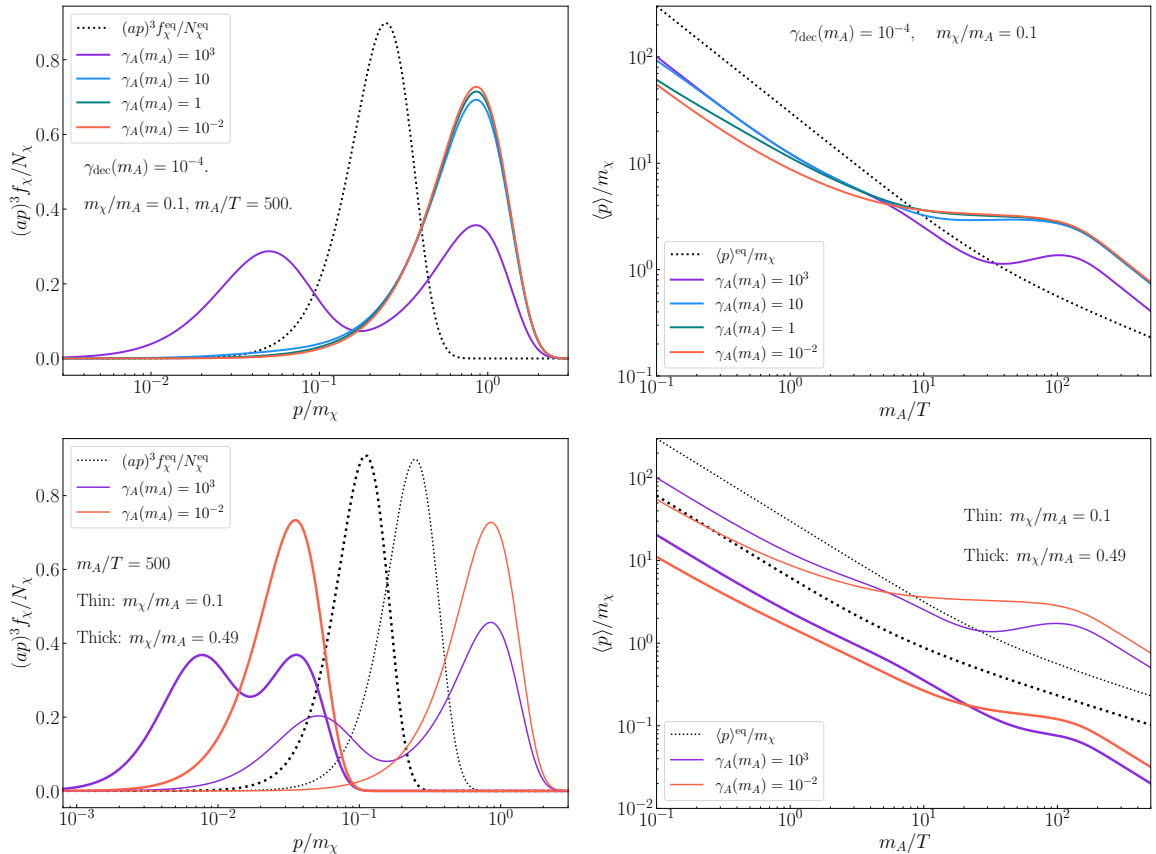 (ap)³f_χ^eq/N_χ^eq
γ_A(m_A) = 10³
γ_A(m_A) = 10
γ_A(m_A) = 1
γ_A(m_A) = 10⁻²
γ_dec(m_A) = 10⁻⁴.
m_χ/m_A = 0.1, m_A/T = 500.
(ap)³f_χ/N_χ
0.8
0.6
0.4
0.2
0.0
10⁻²
10⁻¹
10⁰
p/m_χ
γ_dec(m_A) = 10⁻⁴, m_χ/m_A = 0.1
⟨p⟩^eq/m_χ
γ_A(m_A) = 10³
γ_A(m_A) = 10
γ_A(m_A) = 1
γ_A(m_A) = 10⁻²
⟨p⟩/m_χ
10²
10¹
10⁰
10⁻¹
10⁻¹
10⁰
10¹
10²
m_A/T
(ap)³f_χ^eq/N_χ^eq
γ_A(m_A) = 10³
γ_A(m_A) = 10⁻²
m_A/T = 500
Thin: m_χ/m_A = 0.1
Thick: m_χ/m_A = 0.49
(ap)³f_χ/N_χ
0.8
0.6
0.4
0.2
0.0
10⁻³
10⁻²
10⁻¹
10⁰
p/m_χ
Thin: m_χ/m_A = 0.1
Thick: m_χ/m_A = 0.49
⟨p⟩^eq/m_χ
γ_A(m_A) = 10³
γ_A(m_A) = 10⁻²
⟨p⟩/m_χ
10²
10¹
10⁰
10⁻¹
10⁻²
10⁻¹
10⁰
10¹
10²
m_A/T